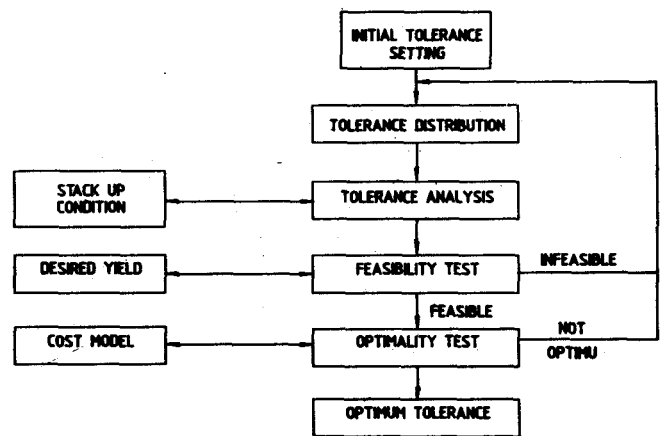 INITIAL TOLERANCE
SETTING
TOLERANCE DISTRIBUTION
STACK UP
CONDITION
TOLERANCE ANALYSIS
DESIRED YIELD
FEASIBILITY TEST
INFEASIBLE
FEASIBLE
COST MODEL
OPTIMALITY TEST
NOT
OPTIMU
OPTIMUM TOLERANCE